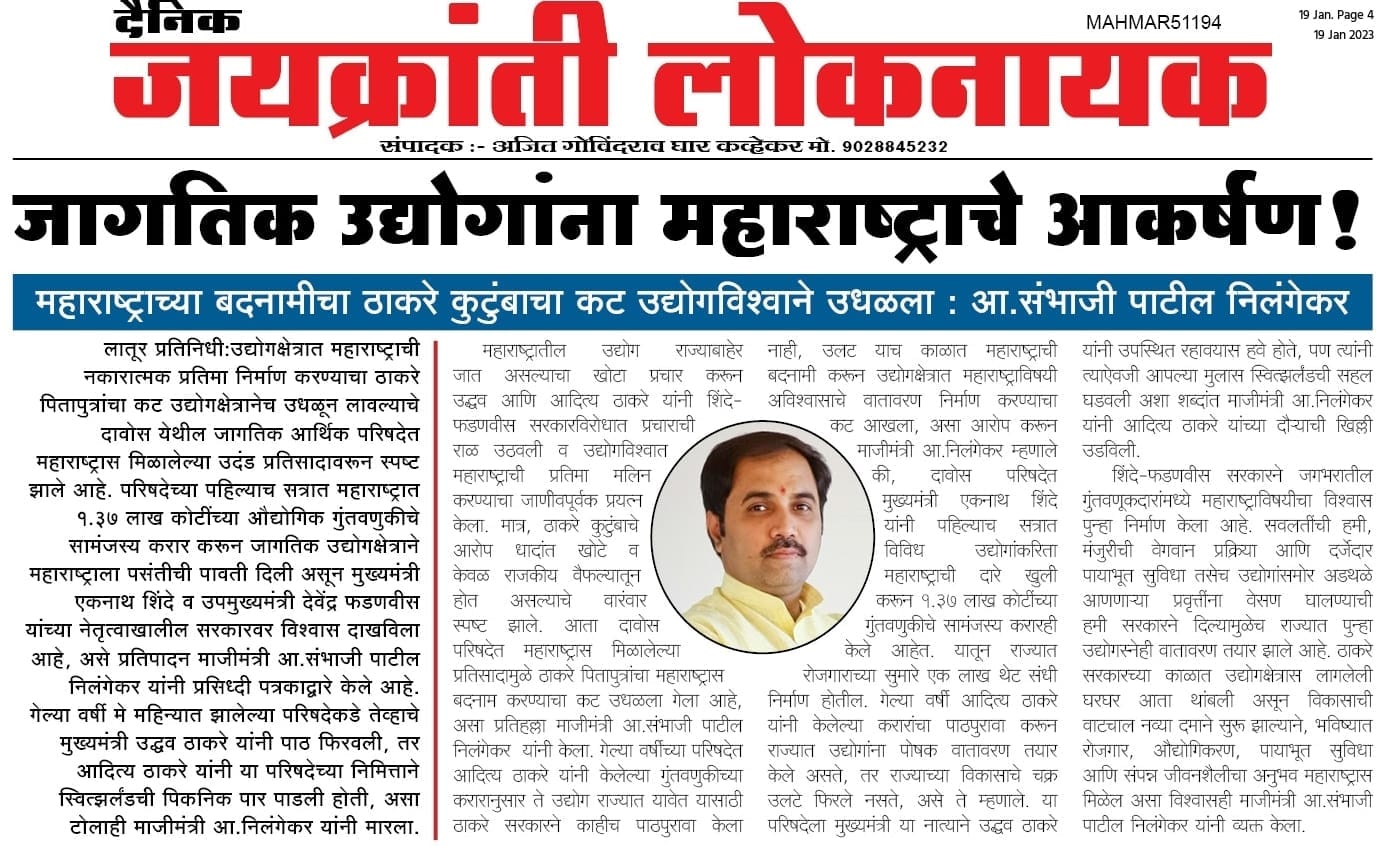 दैनिक
जयक्रांती लोकनायक
MAHMAR51194
19 Jan. Page 4
19 Jan 2023
संपादक :- अजित गोविंदराव घार कव्हेकर मो. 9028845232
जागतिक उद्योगांना महाराष्ट्राचे आकर्षण!
महाराष्ट्राच्या बदनामीचा ठाकरे कुटुंबाचा कट उद्योगविश्वाने उधळला : आ.संभाजी पाटील निलंगेकर
लातूर प्रतिनिधी:उद्योगक्षेत्रात महाराष्ट्राची
नकारात्मक प्रतिमा निर्माण करण्याचा ठाकरे
पितापुत्रांचा कट उद्योगक्षेत्रानेच उधळून लावल्याचे
दावोस येथील जागतिक आर्थिक परिषदेत
महाराष्ट्रास मिळालेल्या उदंड प्रतिसादावरून स्पष्ट
झाले आहे. परिषदेच्या पहिल्याच सत्रात महाराष्ट्रात
१.३७ लाख कोटींच्या औद्योगिक गुंतवणुकीचे
सामंजस्य करार करून जागतिक उद्योगक्षेत्राने
महाराष्ट्राला पसंतीची पावती दिली असून मुख्यमंत्री
एकनाथ शिंदे व उपमुख्यमंत्री देवेंद्र फडणवीस
यांच्या नेतृत्वाखालील सरकारवर विश्वास दाखविला
आहे, असे प्रतिपादन माजीमंत्री आ.संभाजी पाटील
निलंगेकर यांनी प्रसिध्दी पत्रकाद्वारे केले आहे.
गेल्या वर्षी मे महिन्यात झालेल्या परिषदेकडे तेव्हाचे
मुख्यमंत्री उद्धव ठाकरे यांनी पाठ फिरवली, तर
आदित्य ठाकरे यांनी या परिषदेच्या निमित्ताने
स्वित्झर्लंडची पिकनिक पार पाडली होती, असा
टोलाही माजीमंत्री आ.निलंगेकर यांनी मारला.
महाराष्ट्रातील उद्योग राज्याबाहेर
जात असल्याचा खोटा प्रचार करून
उद्धव आणि आदित्य ठाकरे यांनी शिंदे-
फडणवीस सरकारविरोधात प्रचाराची
राळ उठवली व उद्योगविश्वात
महाराष्ट्राची प्रतिमा मलिन
करण्याचा जाणीवपूर्वक प्रयत्न
केला. मात्र, ठाकरे कुटुंबाचे
आरोप धादांत खोटे व
केवळ राजकीय वैफल्यातून
होत असल्याचे वारंवार
स्पष्ट झाले. आता दावोस
परिषदेत महाराष्ट्रास मिळालेल्या
प्रतिसादामुळे ठाकरे पितापुत्रांचा महाराष्ट्रास
बदनाम करण्याचा कट उधळला गेला आहे,
असा प्रतिहल्ला माजीमंत्री आ.संभाजी पाटील
निलंगेकर यांनी केला. गेल्या वर्षीच्या परिषदेत
आदित्य ठाकरे यांनी केलेल्या गुंतवणुकीच्या
करारानुसार ते उद्योग राज्यात यावेत यासाठी
ठाकरे सरकारने काहीच पाठपुरावा केला
नाही, उलट याच काळात महाराष्ट्राची
बदनामी करून उद्योगक्षेत्रात महाराष्ट्राविषयी
अविश्वासाचे वातावरण निर्माण करण्याचा
कट आखला, असा आरोप करून
माजीमंत्री आ.निलंगेकर म्हणाले
की, दावोस परिषदेत
मुख्यमंत्री एकनाथ शिंदे
यांनी पहिल्याच सत्रात
विविध उद्योगांकरिता
महाराष्ट्राची दारे खुली
करून १.३७ लाख कोटींच्या
गुंतवणुकीचे सामंजस्य करारही
केले आहेत. यातून राज्यात
रोजगाराच्या सुमारे एक लाख थेट संधी
निर्माण होतील. गेल्या वर्षी आदित्य ठाकरे
यांनी केलेल्या करारांचा पाठपुरावा करून
राज्यात उद्योगांना पोषक वातावरण तयार
केले असते, तर राज्याच्या विकासाचे चक्र
उलटे फिरले नसते, असे ते म्हणाले. या
परिषदेला मुख्यमंत्री या नात्याने उद्धव ठाकरे
यांनी उपस्थित रहावयास हवे होते, पण त्यांनी
त्याऐवजी आपल्या मुलास स्वित्झर्लंडची सहल
घडवली अशा शब्दांत माजीमंत्री आ.निलंगेकर
यांनी आदित्य ठाकरे यांच्या दौऱ्याची खिल्ली
उडविली.
शिंदे-फडणवीस सरकारने जगभरातील
गुंतवणूकदारांमध्ये महाराष्ट्राविषयीचा विश्वास
पुन्हा निर्माण केला आहे. सवलतींची हमी,
मंजुरीची वेगवान प्रक्रिया आणि दर्जेदार
पायाभूत सुविधा तसेच उद्योगांसमोर अडथळे
आणणाऱ्या प्रवृत्तींना वेसण घालण्याची
हमी सरकारने दिल्यामुळेच राज्यात पुन्हा
उद्योगस्नेही वातावरण तयार झाले आहे. ठाकरे
सरकारच्या काळात उद्योगक्षेत्रास लागलेली
घरघर आता थांबली असून विकासाची
वाटचाल नव्या दमाने सुरू झाल्याने, भविष्यात
रोजगार, औद्योगिकरण, पायाभूत सुविधा
आणि संपन्न जीवनशैलीचा अनुभव महाराष्ट्रास
मिळेल असा विश्वासही माजीमंत्री आ.संभाजी
पाटील निलंगेकर यांनी व्यक्त केला.